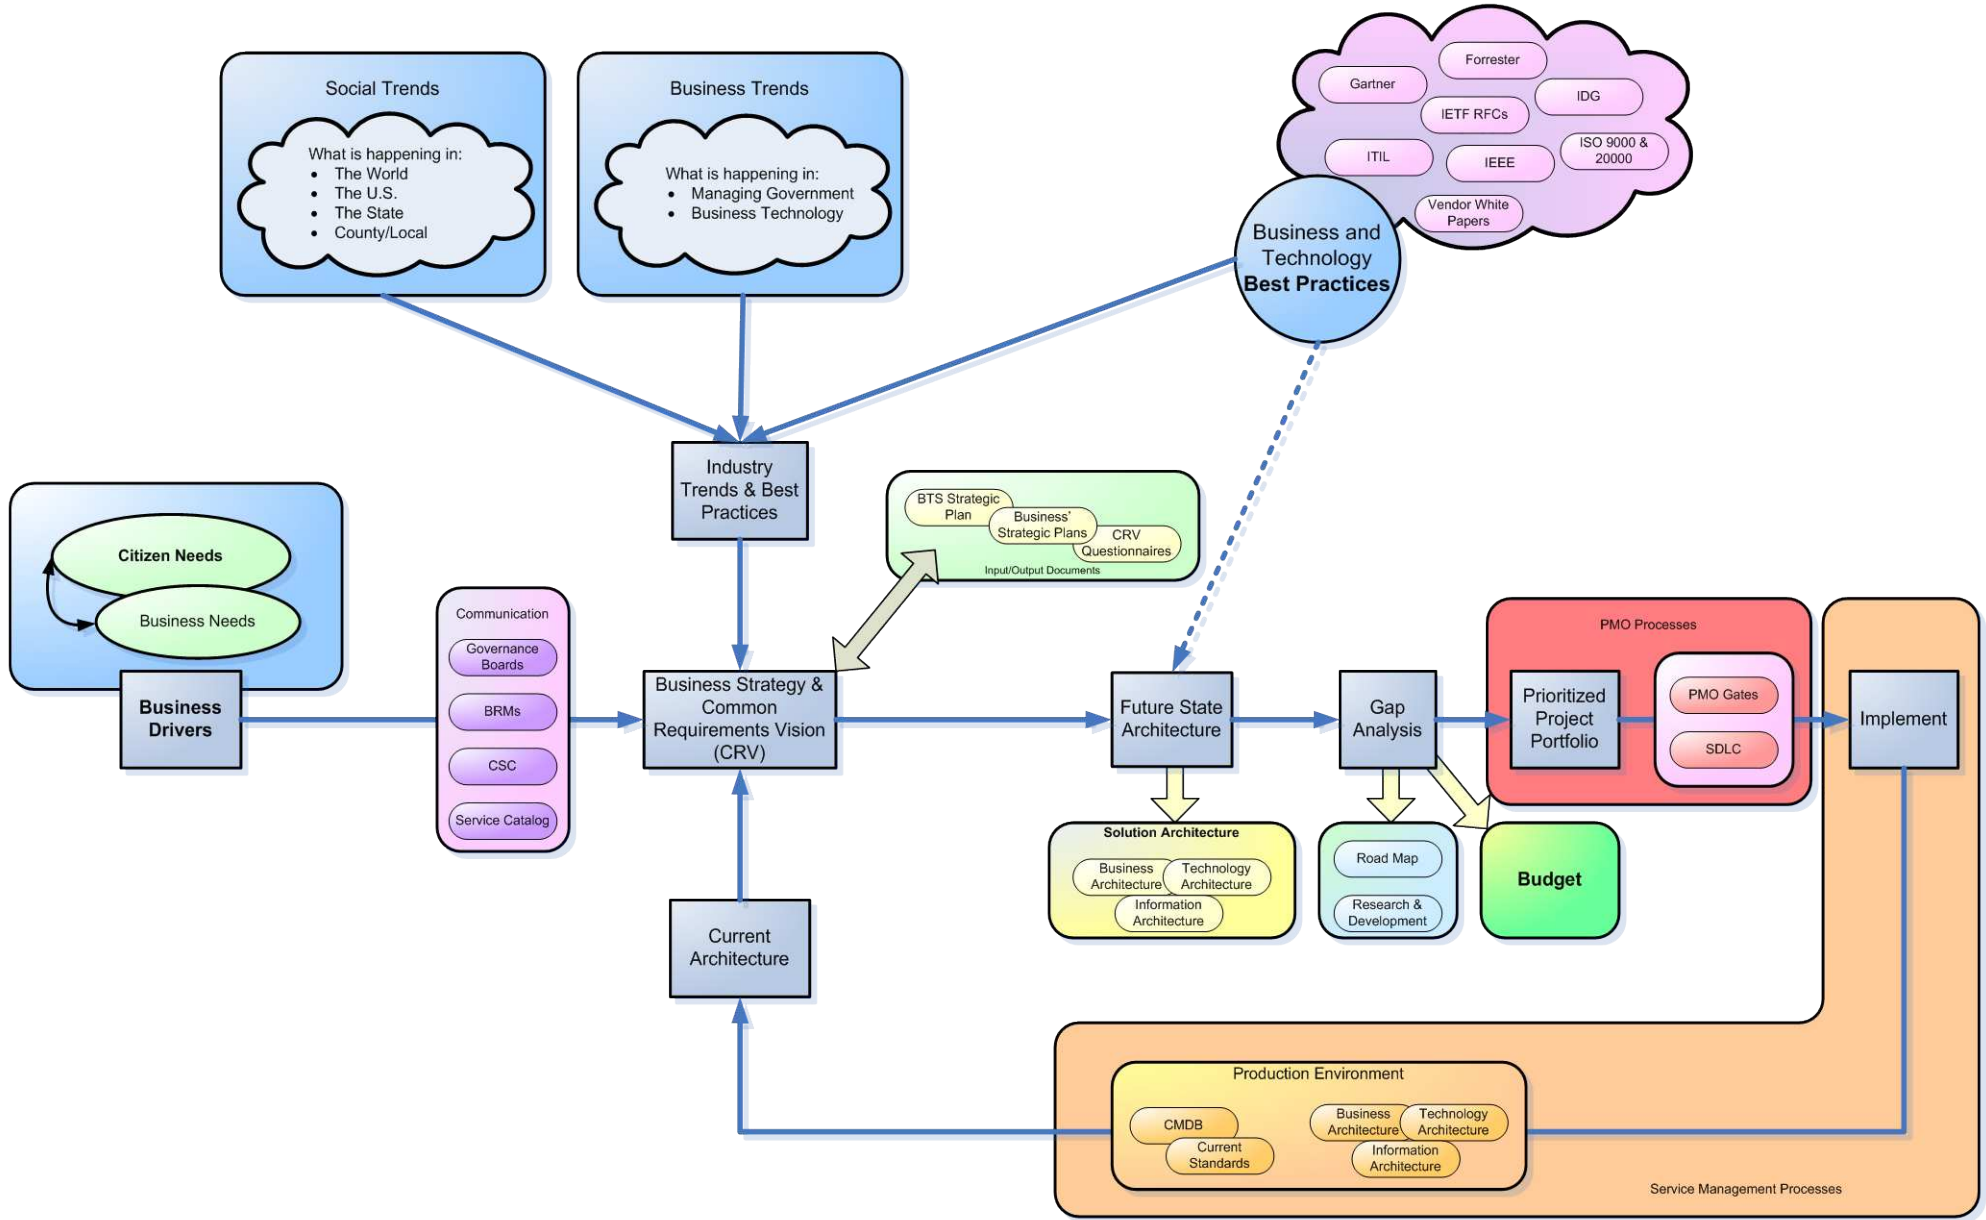 Social Trends
What is happening in:
• The World
• The U.S.
• The State
• County/Local
Business Trends
What is happening in:
• Managing Government
• Business Technology
Forrester
Gartner
IDG
IETF RFCs
ISO 9000 &
20000
ITIL
IEEE
Vendor White
Papers
Business and
Technology
Best Practices
Industry
Trends & Best
Practices
BTS Strategic
Plan
Business'
Strategic Plans
CRV
Questionnaires
Input/Output Documents
Citizen Needs
Business Needs
Business
Drivers
Communication
Governance
Boards
BRMs
CSC
Service Catalog
Business Strategy &
Common
Requirements Vision
(CRV)
Future State
Architecture
Gap
Analysis
PMO Processes
Prioritized
Project
Portfolio
PMO Gates
SDLC
Implement
Solution Architecture
Business
Architecture
Technology
Architecture
Information
Architecture
Road Map
Research &
Development
Budget
Current
Architecture
Production Environment
CMDB
Current
Standards
Business
Architecture
Technology
Architecture
Information
Architecture
Service Management Processes